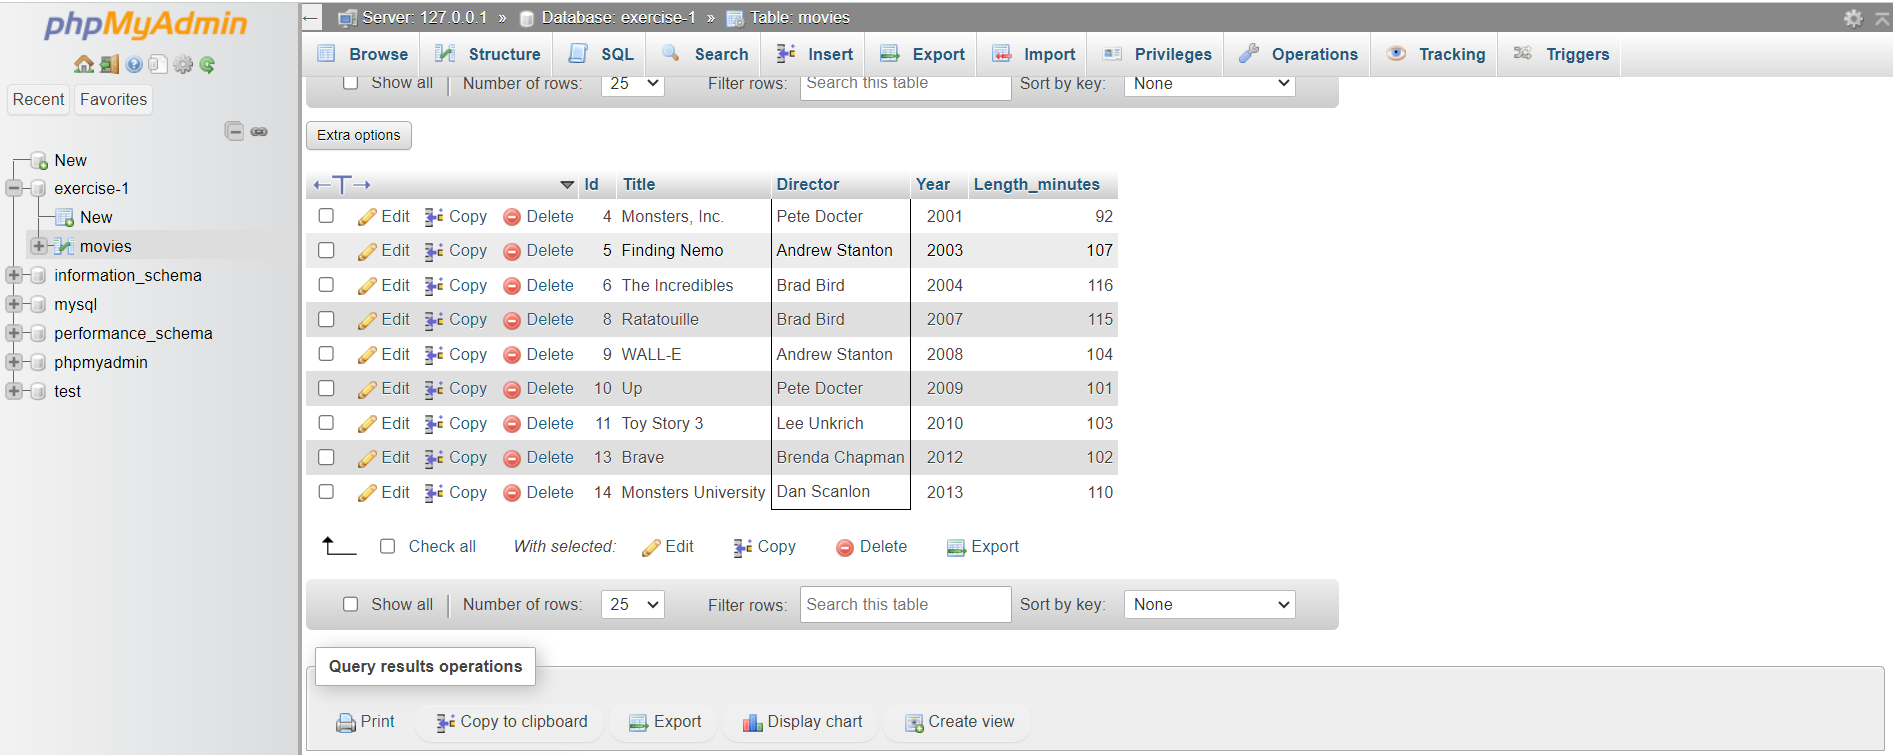 phpMyAdmin
Recent Favorites
New
exercise-1
New
movies
information_schema
mysql
performance_schema
phpmyadmin
test
Server: 127.0.0.1 » Database: exercise-1 » Table: movies
Browse Structure SQL Search Insert Export Import Privileges Operations Tracking Triggers
Show all Number of rows: 25 Filter rows: Search this table Sort by key: None
Extra options
←T→ Id Title Director Year Length_minutes
Edit Copy Delete 4 Monsters, Inc. Pete Docter 2001 92
Edit Copy Delete 5 Finding Nemo Andrew Stanton 2003 107
Edit Copy Delete 6 The Incredibles Brad Bird 2004 116
Edit Copy Delete 8 Ratatouille Brad Bird 2007 115
Edit Copy Delete 9 WALL-E Andrew Stanton 2008 104
Edit Copy Delete 10 Up Pete Docter 2009 101
Edit Copy Delete 11 Toy Story 3 Lee Unkrich 2010 103
Edit Copy Delete 13 Brave Brenda Chapman 2012 102
Edit Copy Delete 14 Monsters University Dan Scanlon 2013 110
Check all With selected: Edit Copy Delete Export
Show all Number of rows: 25 Filter rows: Search this table Sort by key: None
Query results operations
Print Copy to clipboard Export Display chart Create view